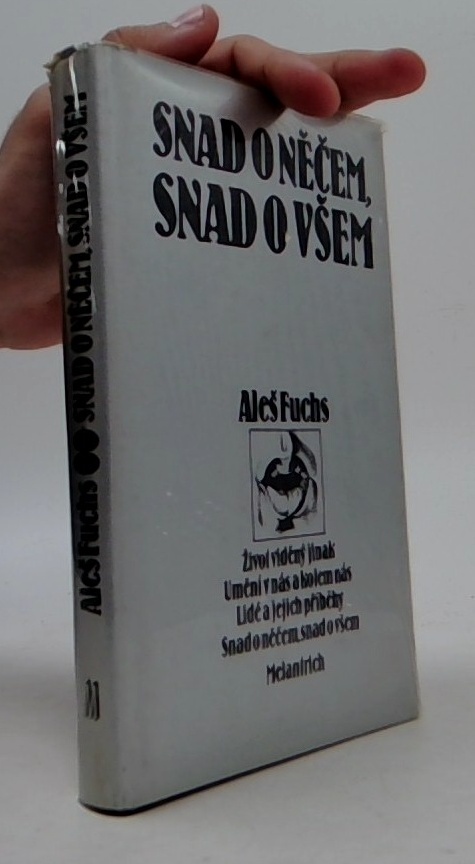 SNAD O NĚČEM,
SNAD O VŠEM
Aleš Fuchs
Život viděný jinak
Umění v nás a kolem nás
Lidé a jejich příběhy
Snad o něčem, snad o všem
Melantrich
Aleš Fuchs SNAD O NĚČEM, SNAD O VŠEM